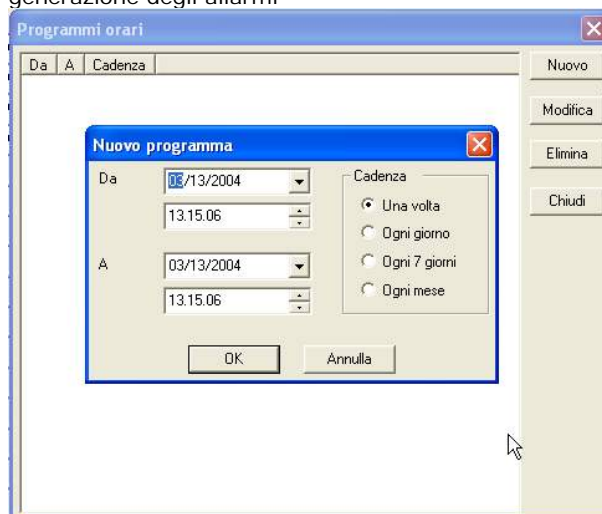 generazione degli allarmi
Programmi orari
Da A Cadenza
Nuovo
Modifica
Elimina
Chiudi
Nuovo programma
Da
03/13/2004
13.15.06
A
03/13/2004
13.15.06
Cadenza
Una volta
Ogni giorno
Ogni 7 giorni
Ogni mese
OK
Annulla